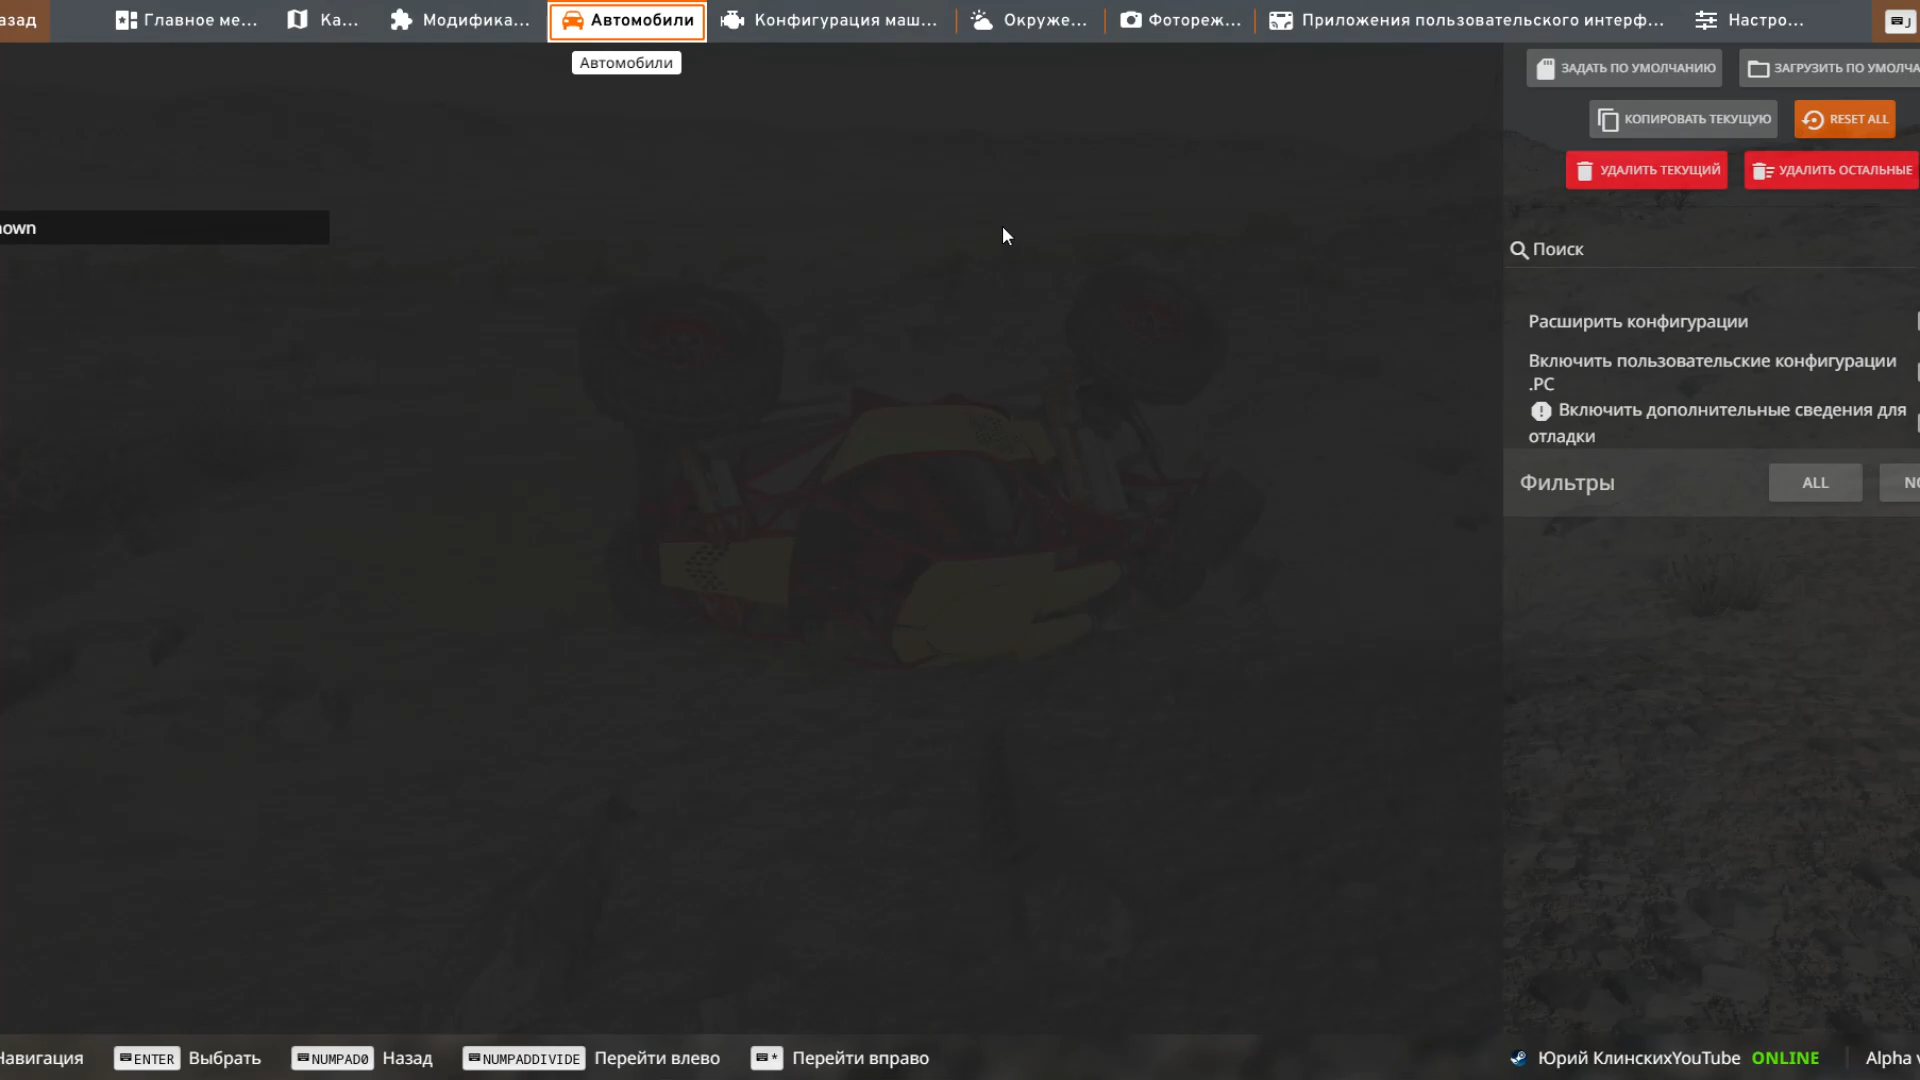 азад
Главное ме...
Ка...
Модифика...
Автомобили
Конфигурация маш...
Окруже...
Фотореж...
Приложения пользовательского интерф...
Настро...
J
Автомобили
ЗАДАТЬ ПО УМОЛЧАНИЮ
ЗАГРУЗИТЬ ПО УМОЛЧА
КОПИРОВАТЬ ТЕКУЩУЮ
RESET ALL
УДАЛИТЬ ТЕКУЩИЙ
УДАЛИТЬ ОСТАЛЬНЫЕ
nown
Поиск
Расширить конфигурации
Включить пользовательские конфигурации
.PC
Включить дополнительные сведения для
отладки
Фильтры
ALL
NO
Навигация
ENTER Выбрать
NUMPAD0 Назад
NUMPADDIVIDE Перейти влево
* Перейти вправо
Юрий КлинскихYouTube ONLINE
Alpha v